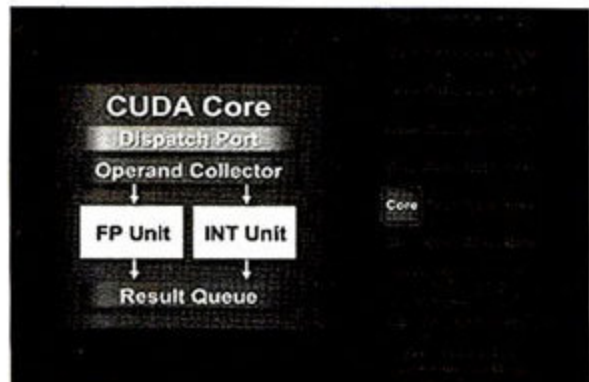 CUDA Core
Dispatch Port
Operand Collector
FP Unit
INT Unit
Result Queue
Core